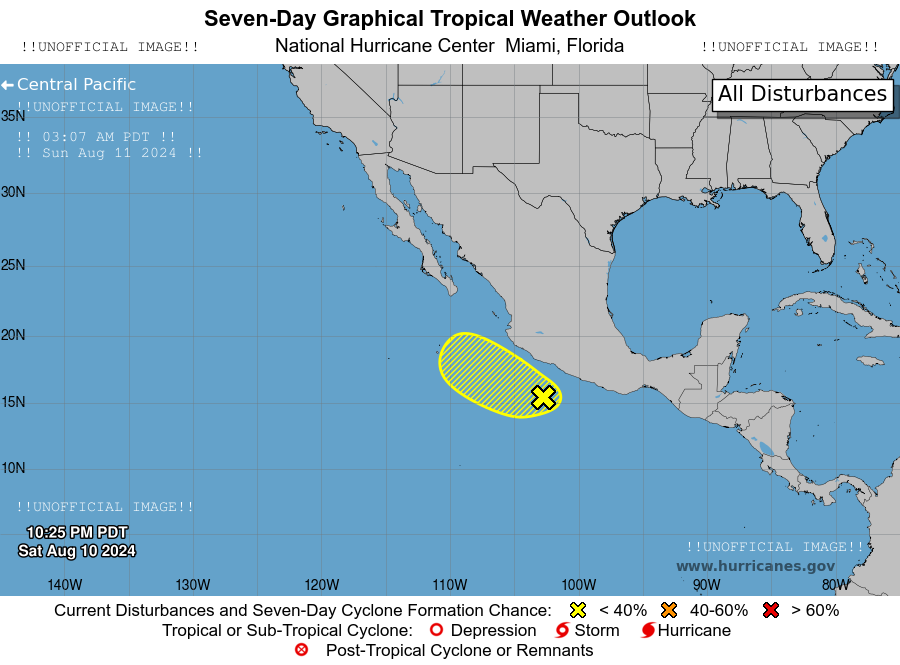 Seven-Day Graphical Tropical Weather Outlook
!!UNOFFICIAL IMAGE!! National Hurricane Center Miami, Florida !!UNOFFICIAL IMAGE!!
Central Pacific
All Disturbances
!!UNOFFICIAL IMAGE!!
35N
!! 03:07 AM PDT !!
!! Sun Aug 11 2024 !!
30N
25N
20N
15N
10N
!!UNOFFICIAL IMAGE!!
10:25 PM PDT
Sat Aug 10 2024
!!UNOFFICIAL IMAGE!!
www.hurricanes.gov
140W 130W 120W 110W 100W 90W 80W
Current Disturbances and Seven-Day Cyclone Formation Chance: < 40% 40-60% > 60%
Tropical or Sub-Tropical Cyclone: Depression Storm Hurricane
Post-Tropical Cyclone or Remnants